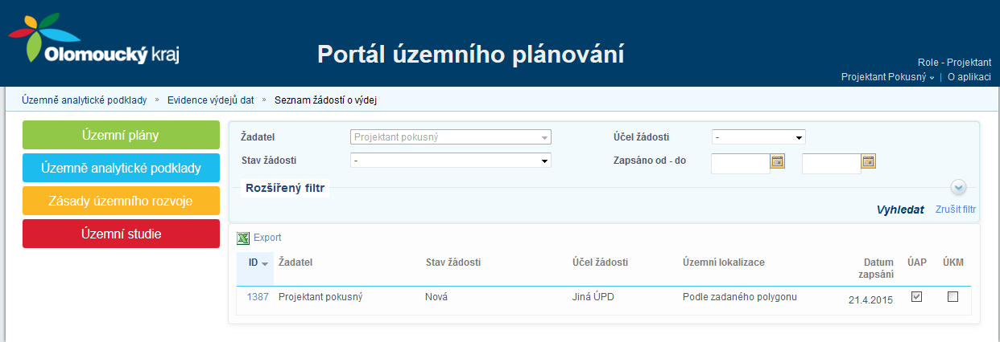 Olomoucký kraj
Portál územního plánování
Role - Projektant
Projektant Pokusný | O aplikaci
Územně analytické podklady » Evidence výdejů dat » Seznam žádostí o výdej
Územní plány
Územně analytické podklady
Zásady územního rozvoje
Územní studie
Žadatel Projektant pokusný Účel žádosti -
Stav žádosti - Zapsáno od - do
Rozšířený filtr
Vyhledat Zrušit filtr
Export
ID Žadatel Stav žádosti Účel žádosti Územní lokalizace Datum zapsání ÚAP ÚKM
1387 Projektant pokusný Nová Jiná ÚPD Podle zadaného polygonu 21.4.2015